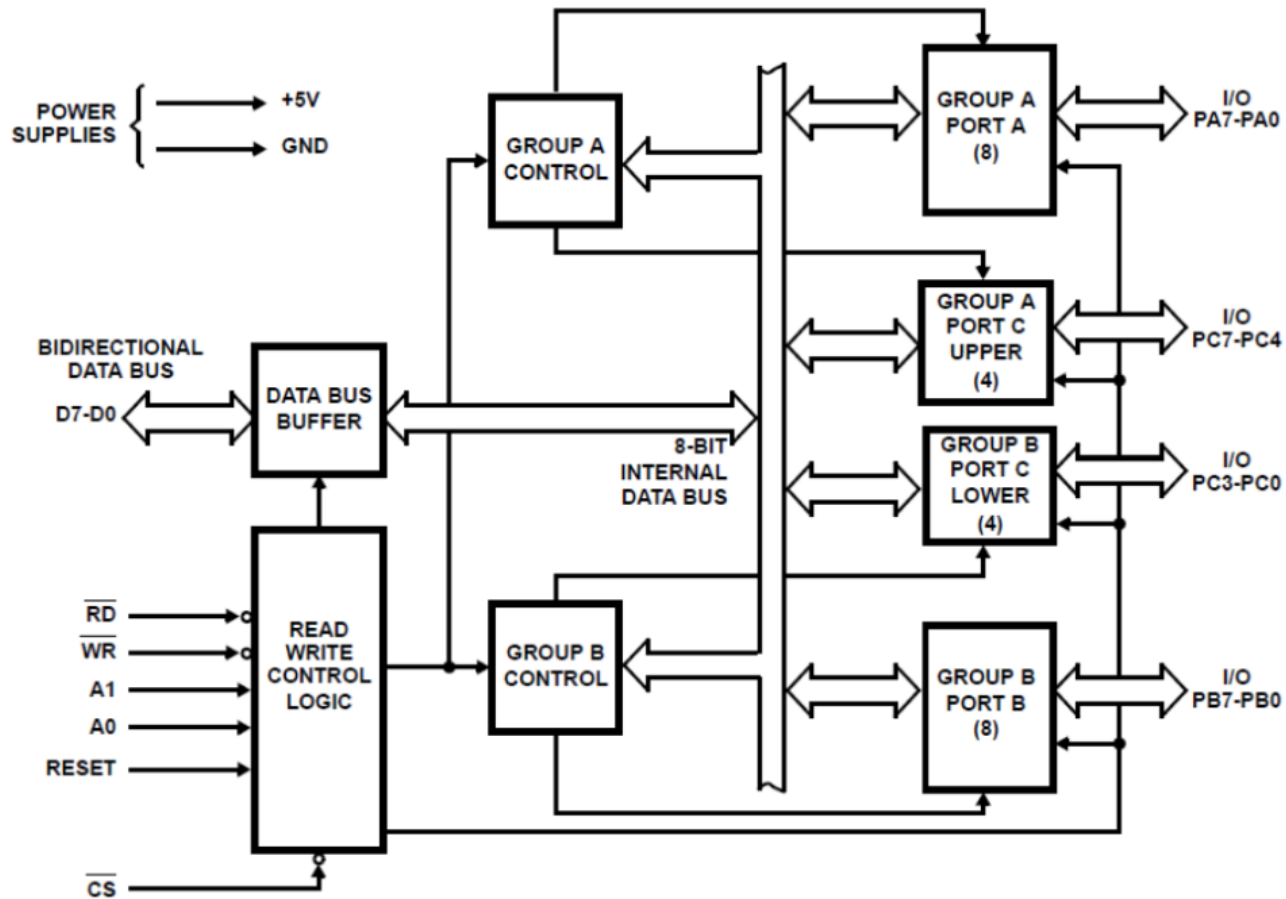 POWER
SUPPLIES
+5V
GND
GROUP A
CONTROL
GROUP A
PORT A
(8)
I/O
PA7-PA0
GROUP A
PORT C
UPPER
(4)
I/O
PC7-PC4
BIDIRECTIONAL
DATA BUS
D7-D0
DATA BUS
BUFFER
8-BIT
INTERNAL
DATA BUS
GROUP B
PORT C
LOWER
(4)
I/O
PC3-PC0
RD
WR
A1
A0
RESET
CS
READ
WRITE
CONTROL
LOGIC
GROUP B
CONTROL
GROUP B
PORT B
(8)
I/O
PB7-PB0